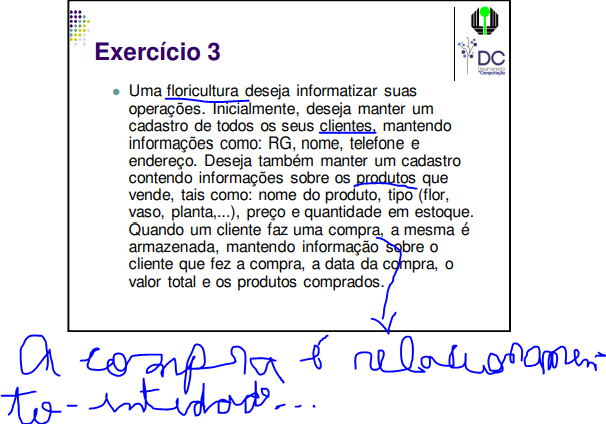 Exercício 3
DC
Departamento
de Computação
Uma floricultura deseja informatizar suas
operações. Inicialmente, deseja manter um
cadastro de todos os seus clientes, mantendo
informações como: RG, nome, telefone e
endereço. Deseja também manter um cadastro
contendo informações sobre os produtos que
vende, tais como: nome do produto, tipo (flor,
vaso, planta,...), preço e quantidade em estoque.
Quando um cliente faz uma compra, a mesma é
armazenada, mantendo informação sobre o
cliente que fez a compra, a data da compra, o
valor total e os produtos comprados.
A compra é relacionamen-
to-entidade...